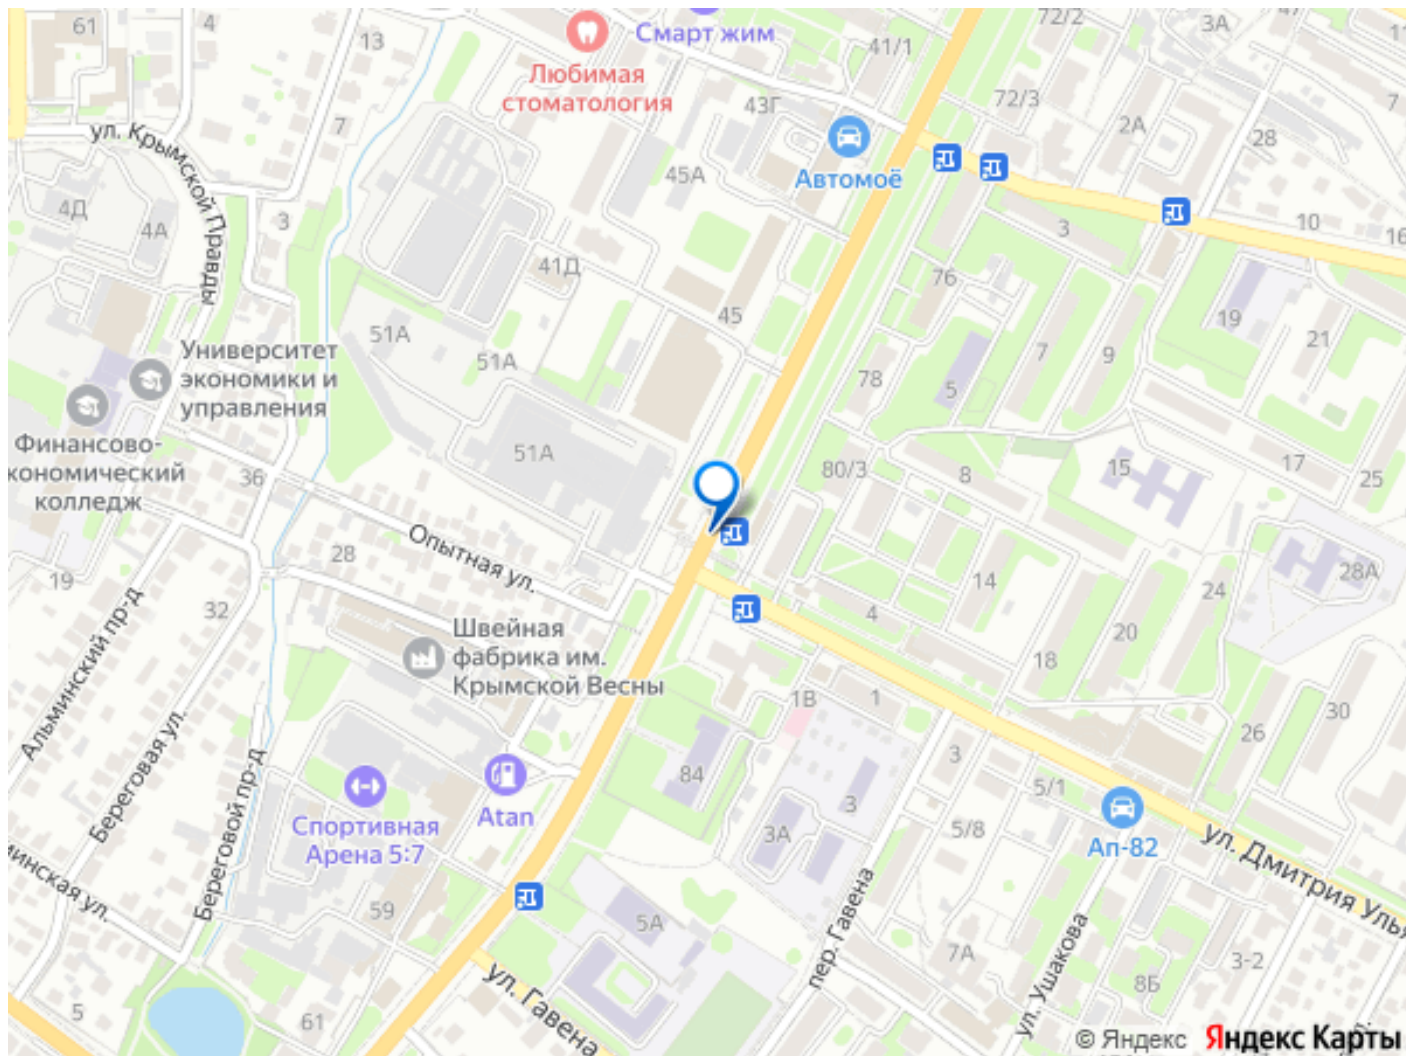 61
4
13
Смарт жим
72/2
3А
47
11
41/1
Любимая
стоматология
43Г
72/3
7
2А
28
ул. Крымской Правды
7
45А
Автомоё
4Д
4А
3
41Д
3
10
16
76
45
19
21
51А
51А
Университет
экономики и
управления
7
9
78
5
Финансово-
кономический
колледж
51А
36
80/3
8
15
17
25
Опытная ул.
28
19
32
14
28А
24
4
20
18
Швейная
фабрика им.
Крымской Весны
Альминский пр-д
Береговая ул.
Береговой пр-д
1В
1
30
26
84
3
5/1
Atan
Спортивная
Арена 5:7
3А
3
5/8
Ап-82
ул. Дмитрия Улья
минская ул.
59
5А
пер. Гавена
7А
ул. Ушакова
3-2
8Б
ул. Гавена
5
61
ул.
© Яндекс Яндекс Карты